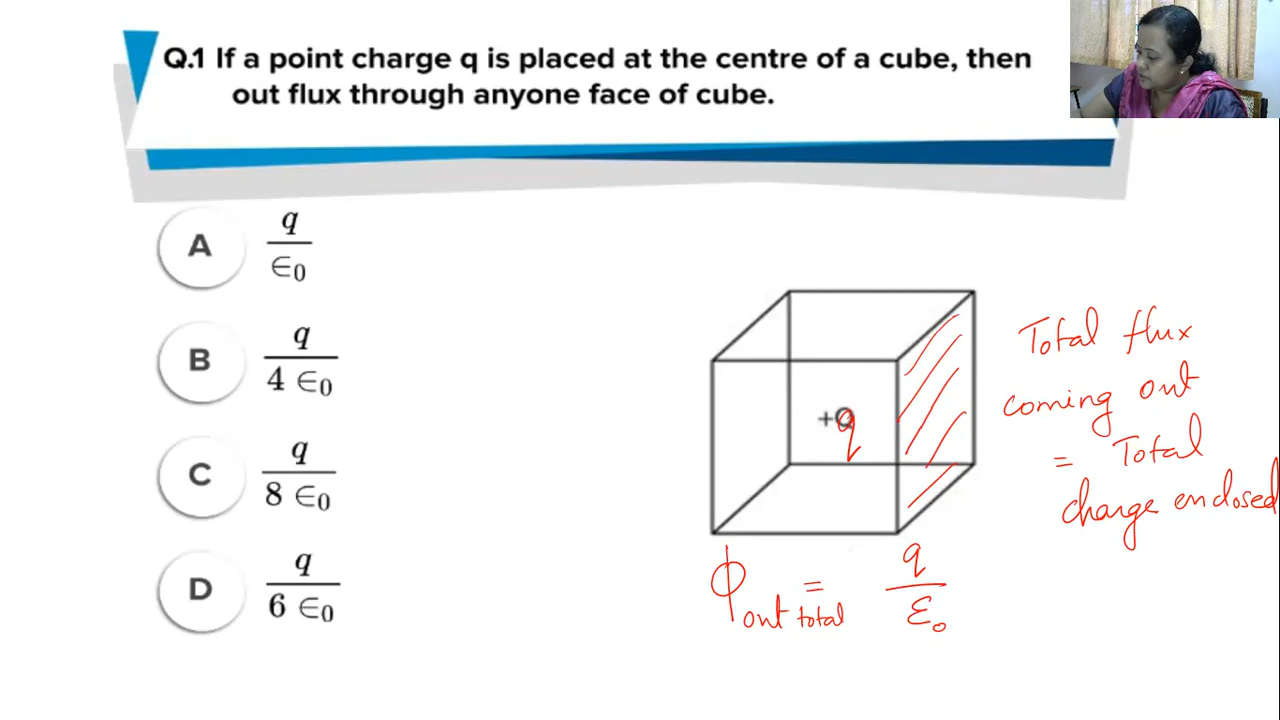 Q.1 If a point charge q is placed at the centre of a cube, then
out flux through anyone face of cube.
A
q
∈0
B
q
4 ∈0
C
q
8 ∈0
D
q
6 ∈0
+Q
q
Total flux
coming out
= Total
charge enclosed
ϕ out total = q
ε0